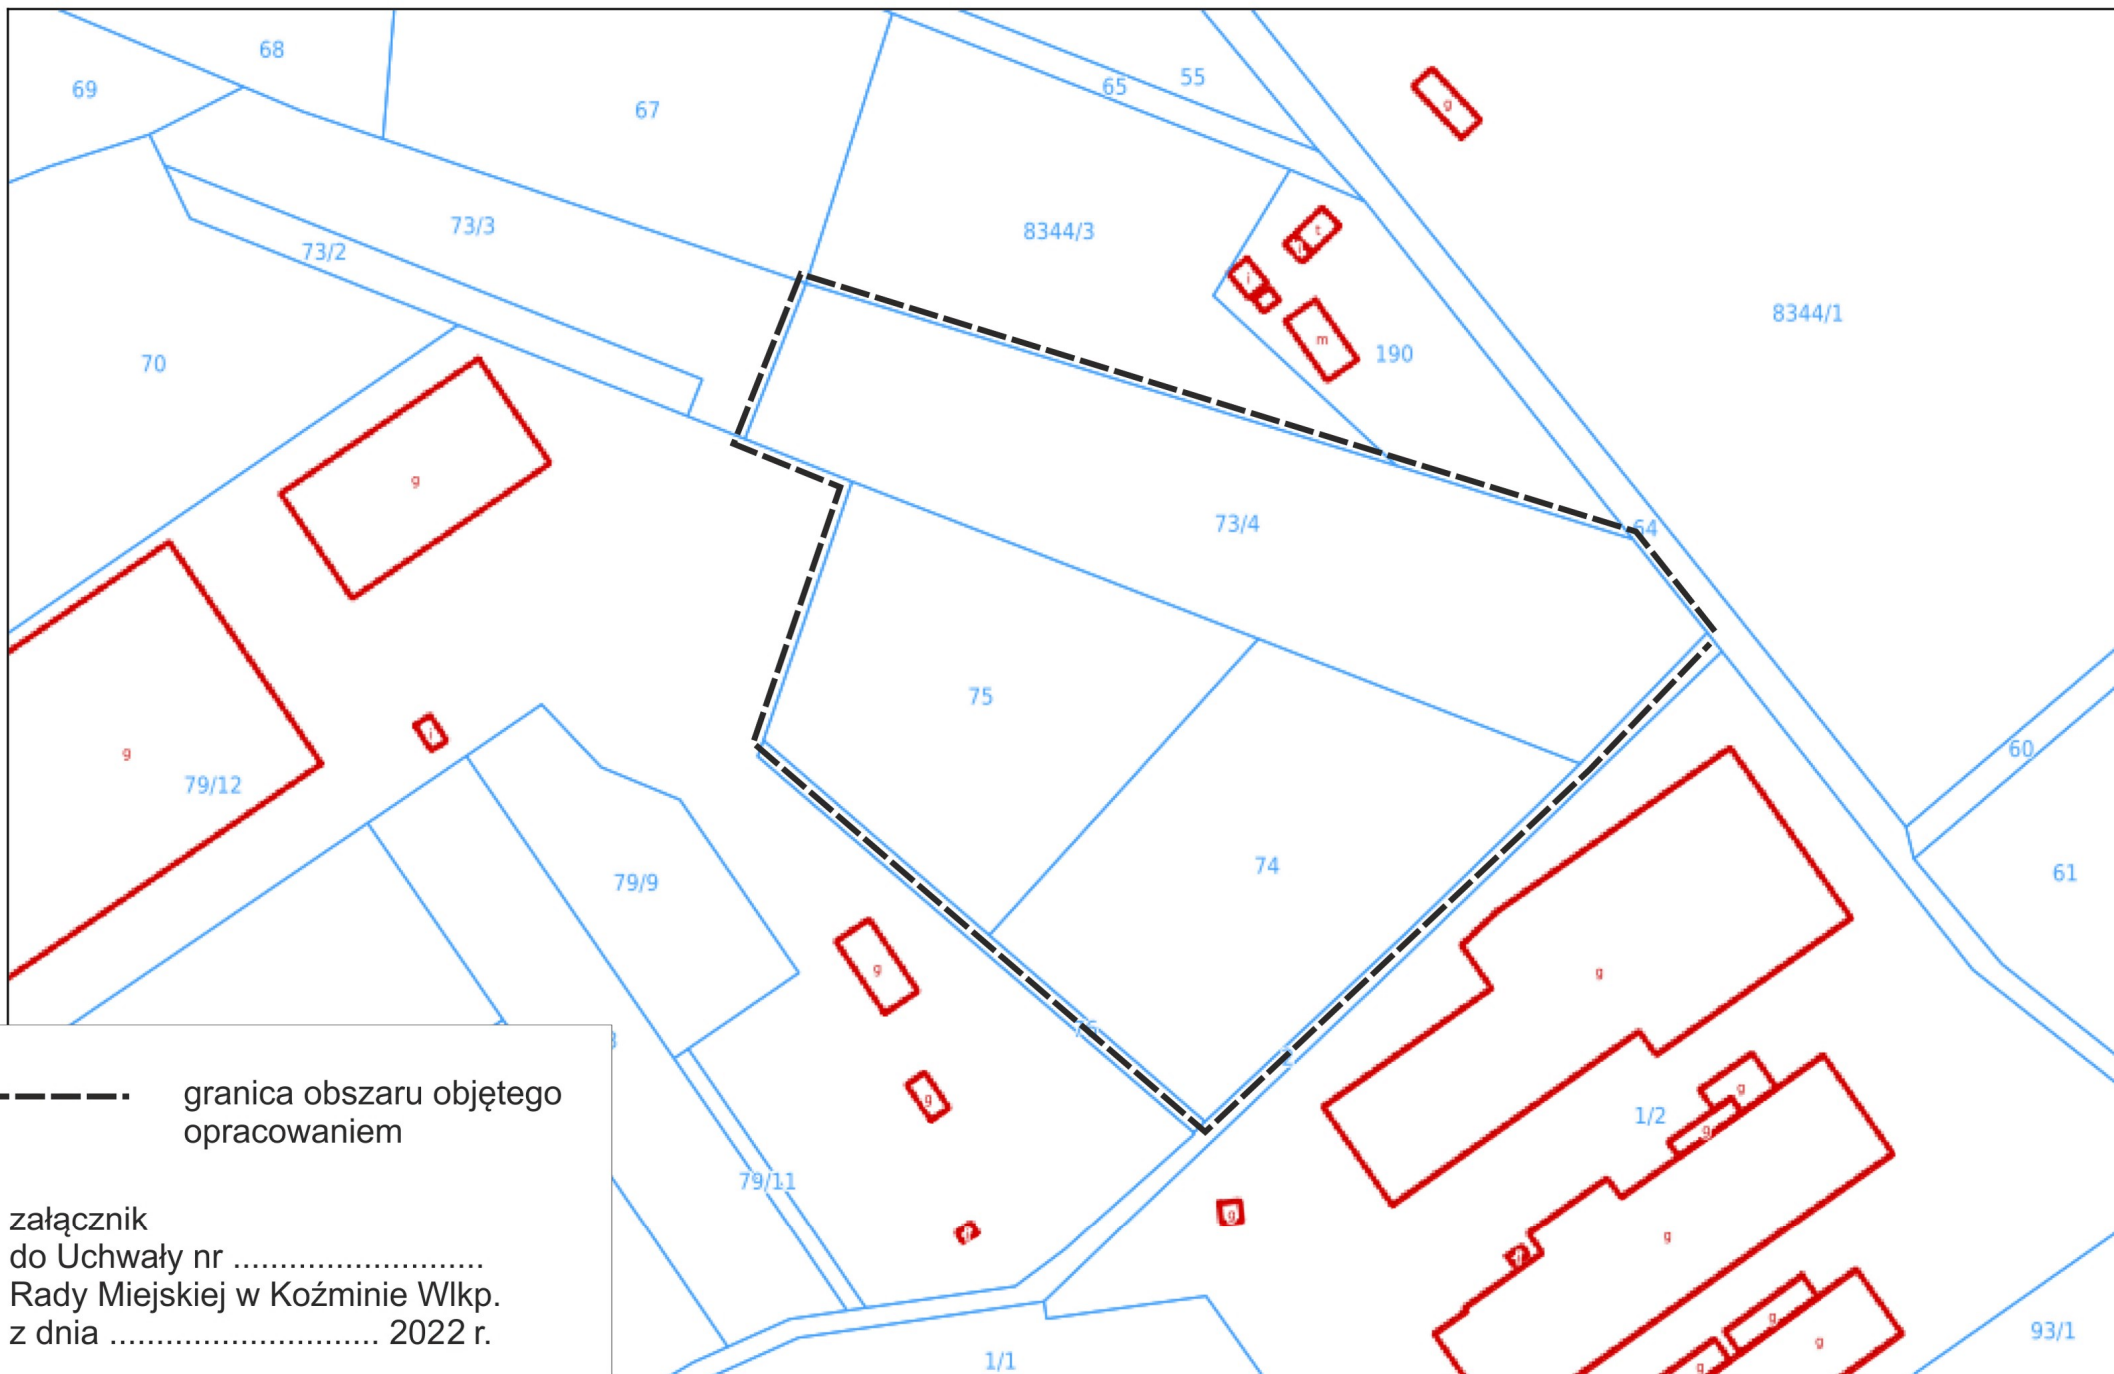 68
69
67
65
55
g
73/3
73/2
8344/3
t
i
m
190
8344/1
70
g
73/4
64
75
g
79/12
i
60
74
61
79/9
g
g
75
2
g
g
1/2
g
79/11
g
g
g
g
g
g
93/1
1/1
granica obszaru objętego
opracowaniem
załącznik
do Uchwały nr ...........................
Rady Miejskiej w Koźminie Wlkp.
z dnia ............................. 2022 r.